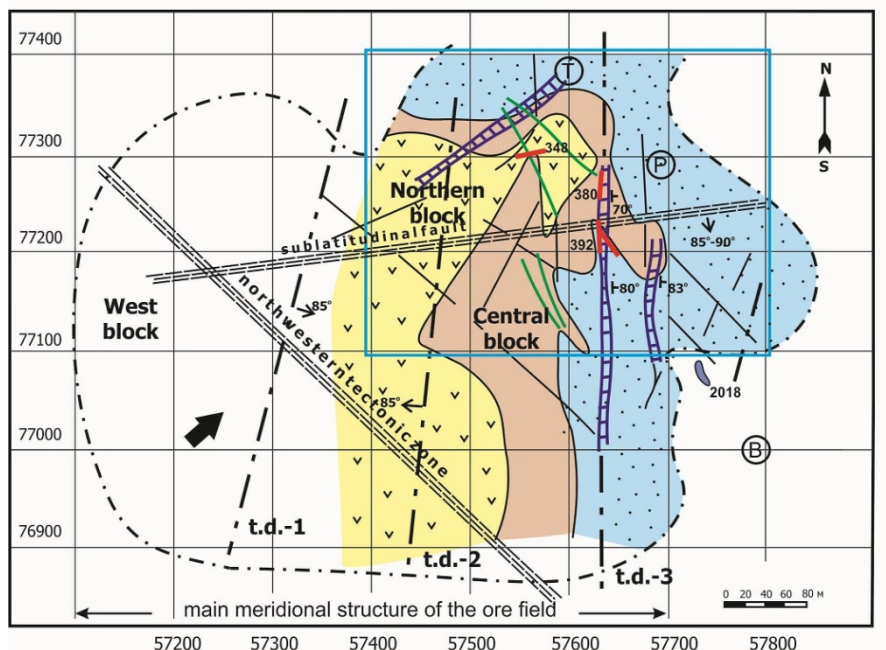 77400
T
N
S
77300
348
P
Northern
block
380
70°
77200
sublatitudinalfault
392
85°-90°
West
block
northwesterntectoniczone
85°
80°
83°
Central
block
77100
85°
2018
77000
B
76900
t.d.-1
t.d.-2
t.d.-3
0 20 40 60 80 м
main meridional structure of the ore field
57200 57300 57400 57500 57600 57700 57800